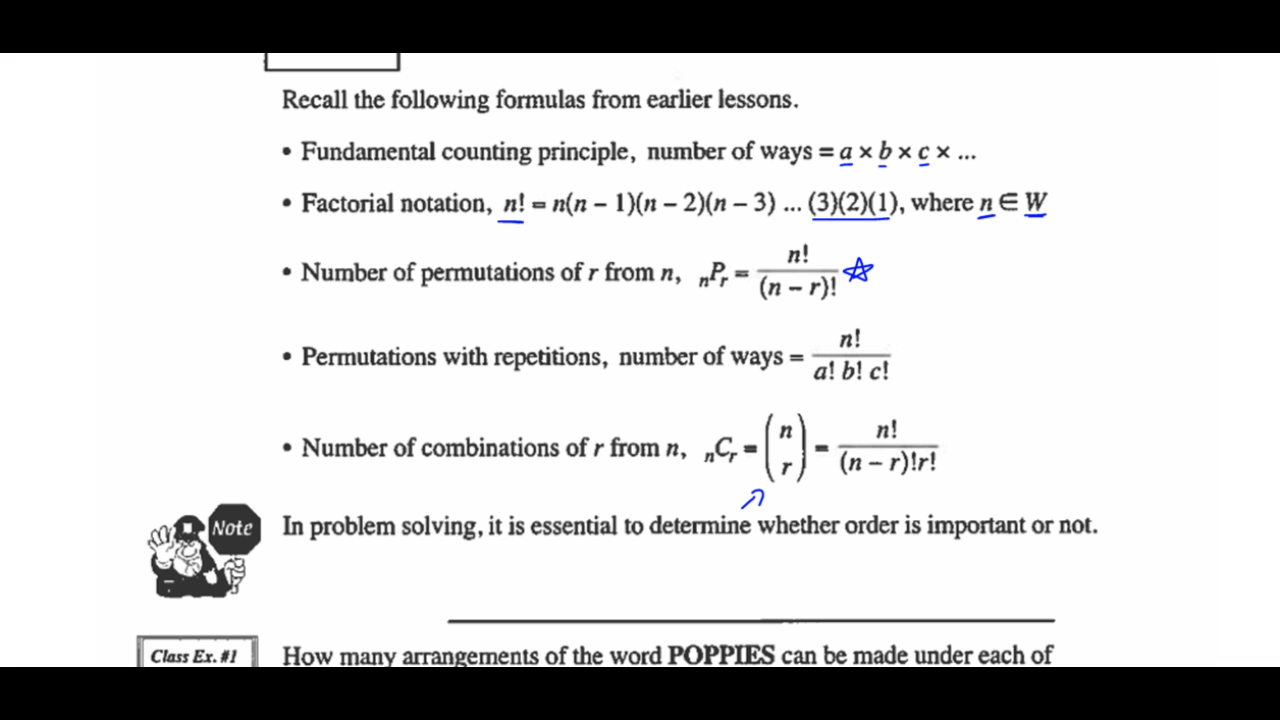 Recall the following formulas from earlier lessons.
• Fundamental counting principle, number of ways = a × b × c × ...
• Factorial notation, n! = n(n − 1)(n − 2)(n − 3) ... (3)(2)(1), where n ∈ W
• Number of permutations of r from n, ₙPᵣ = n! / (n − r)!
• Permutations with repetitions, number of ways = n! / a! b! c!
• Number of combinations of r from n, ₙCᵣ = (n r) = n! / (n − r)!r!
Note
In problem solving, it is essential to determine whether order is important or not.
Class Ex. #1
How many arrangements of the word POPPIES can be made under each of